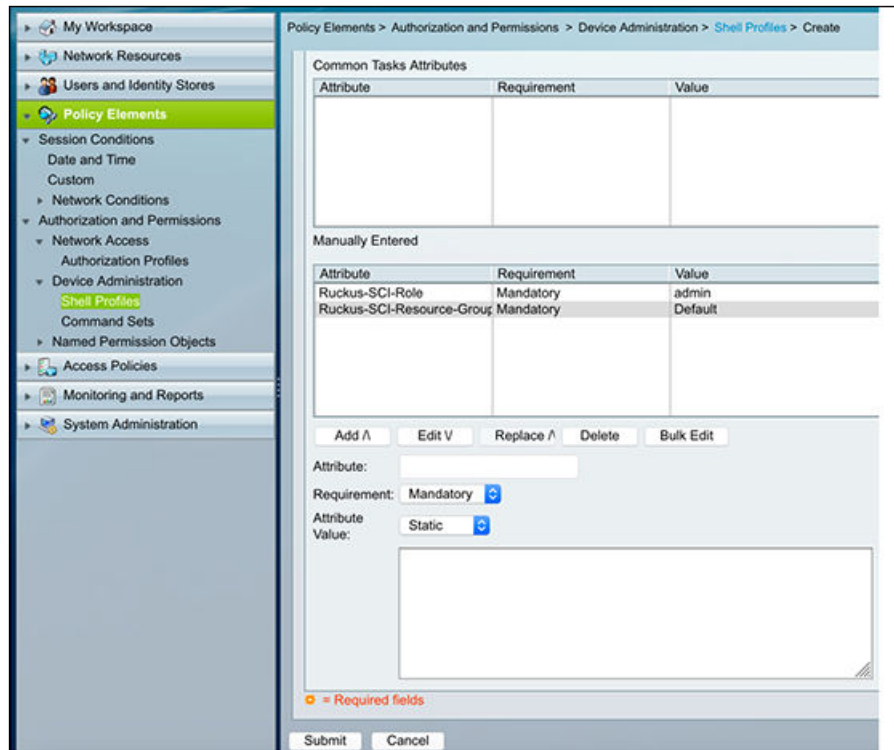 My Workspace
Network Resources
Users and Identity Stores
Policy Elements
Session Conditions
Date and Time
Custom
Network Conditions
Authorization and Permissions
Network Access
Authorization Profiles
Device Administration
Shell Profiles
Command Sets
Named Permission Objects
Access Policies
Monitoring and Reports
System Administration
Policy Elements > Authorization and Permissions > Device Administration > Shell Profiles > Create
Common Tasks Attributes
Attribute Requirement Value
Manually Entered
Attribute Requirement Value
Ruckus-SCI-Role Mandatory admin
Ruckus-SCI-Resource-Group Mandatory Default
Add /\ Edit \/ Replace /\ Delete Bulk Edit
Attribute:
Requirement: Mandatory
Attribute Value: Static
= Required fields
Submit Cancel